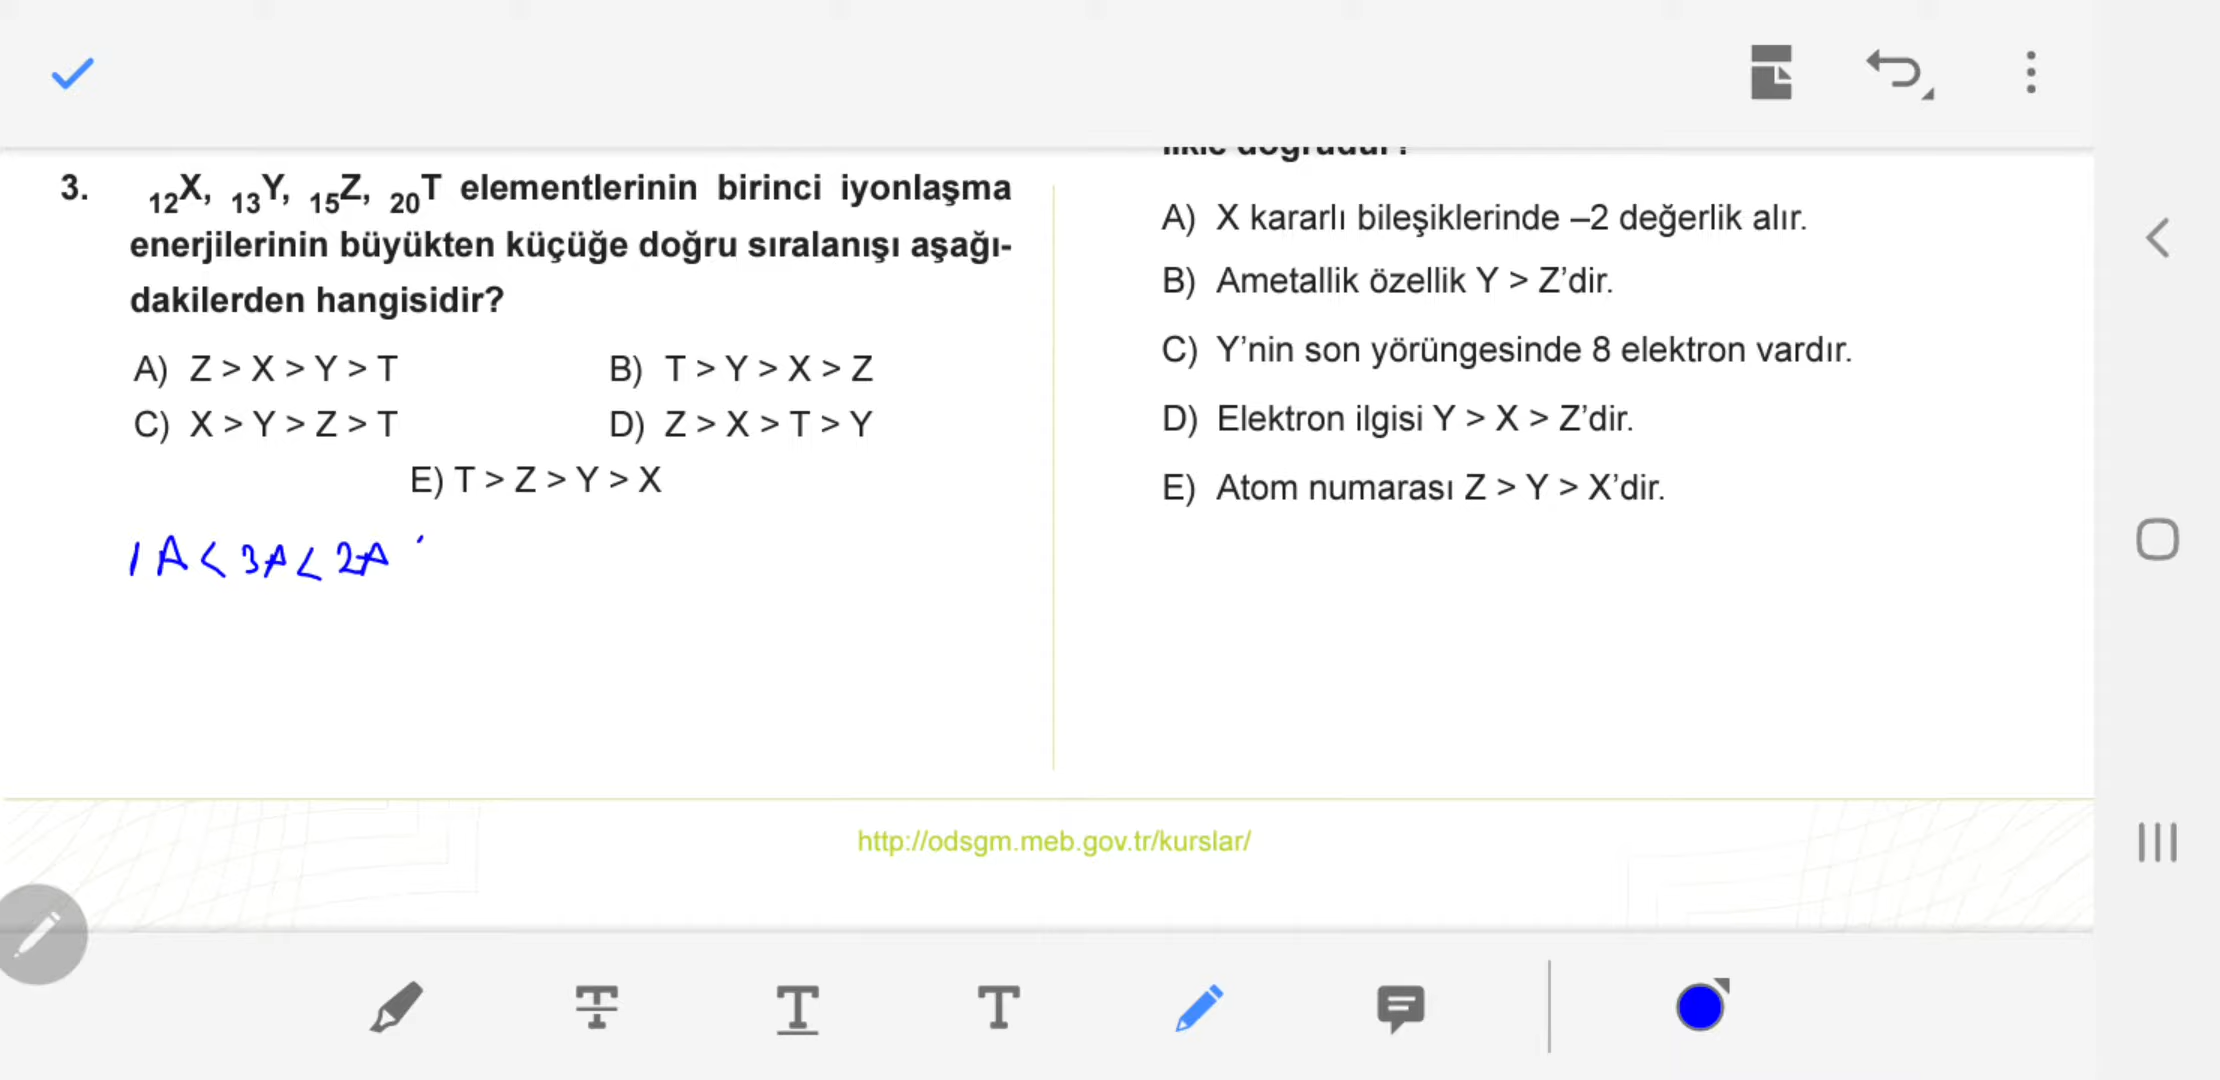 3. ₁₂X, ₁₃Y, ₁₅Z, ₂₀T elementlerinin birinci iyonlaşma
enerjilerinin büyükten küçüğe doğru sıralanışı aşağı-
dakilerden hangisidir?
A) Z > X > Y > T
B) T > Y > X > Z
C) X > Y > Z > T
D) Z > X > T > Y
E) T > Z > Y > X
1A < 3A < 2A
doğrudur?
A) X kararlı bileşiklerinde –2 değerlik alır.
B) Ametallik özellik Y > Z’dir.
C) Y’nin son yörüngesinde 8 elektron vardır.
D) Elektron ilgisi Y > X > Z’dir.
E) Atom numarası Z > Y > X’dir.
http://odsgm.meb.gov.tr/kurslar/